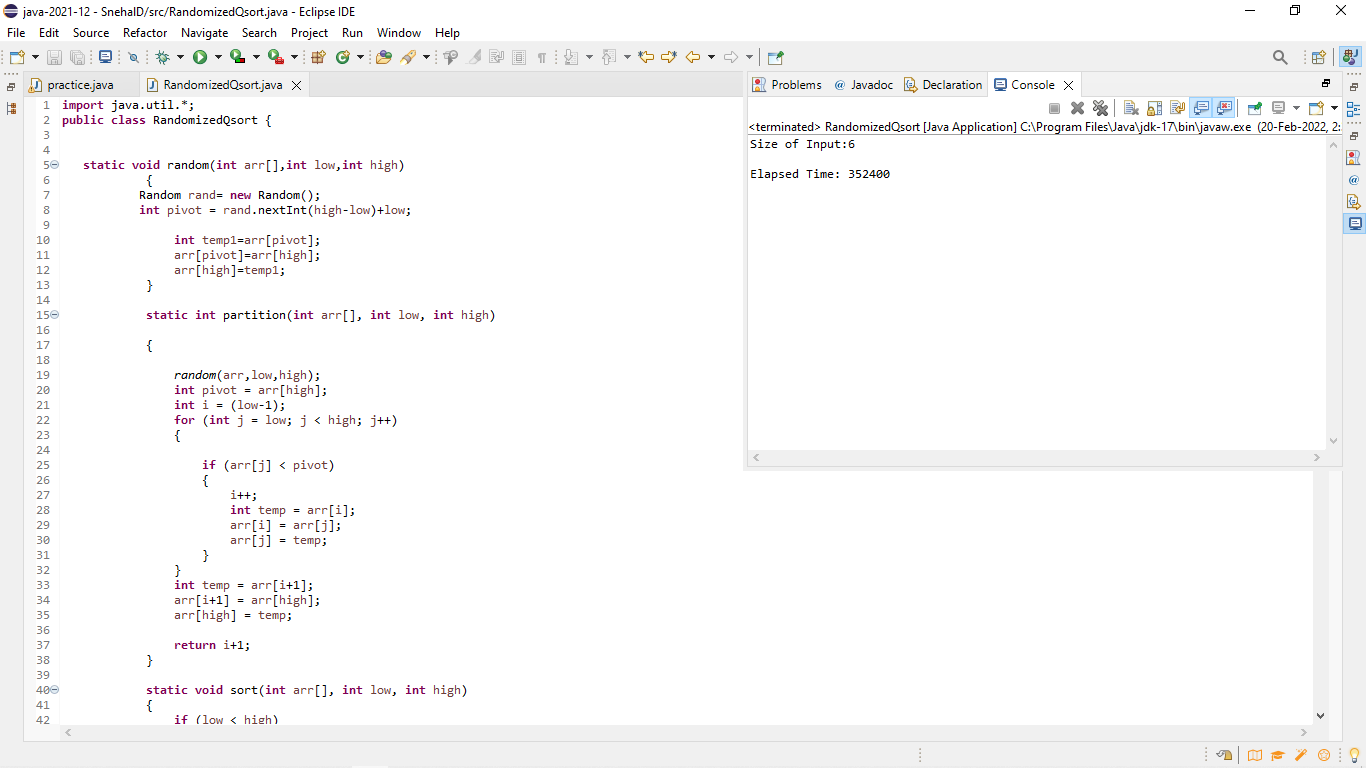 java-2021-12 - SnehalD/src/RandomizedQsort.java - Eclipse IDE
File Edit Source Refactor Navigate Search Project Run Window Help
practice.java RandomizedQsort.java
1 import java.util.*;
2 public class RandomizedQsort {
3
4
5 static void random(int arr[],int low,int high)
6 {
7 Random rand= new Random();
8 int pivot = rand.nextInt(high-low)+low;
9
10 int temp1=arr[pivot];
11 arr[pivot]=arr[high];
12 arr[high]=temp1;
13 }
14
15 static int partition(int arr[], int low, int high)
16
17 {
18
19 random(arr,low,high);
20 int pivot = arr[high];
21 int i = (low-1);
22 for (int j = low; j < high; j++)
23 {
24
25 if (arr[j] < pivot)
26 {
27 i++;
28 int temp = arr[i];
29 arr[i] = arr[j];
30 arr[j] = temp;
31 }
32 }
33 int temp = arr[i+1];
34 arr[i+1] = arr[high];
35 arr[high] = temp;
36
37 return i+1;
38 }
39
40 static void sort(int arr[], int low, int high)
41 {
42 if (low < high)
Problems @ Javadoc Declaration Console
<terminated> RandomizedQsort [Java Application] C:\Program Files\Java\jdk-17\bin\javaw.exe (20-Feb-2022, 2:
Size of Input:6
Elapsed Time: 352400